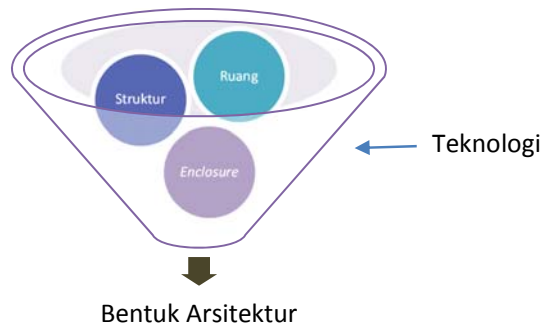 Ruang
Struktur
Enclosure
Teknologi
Bentuk Arsitektur